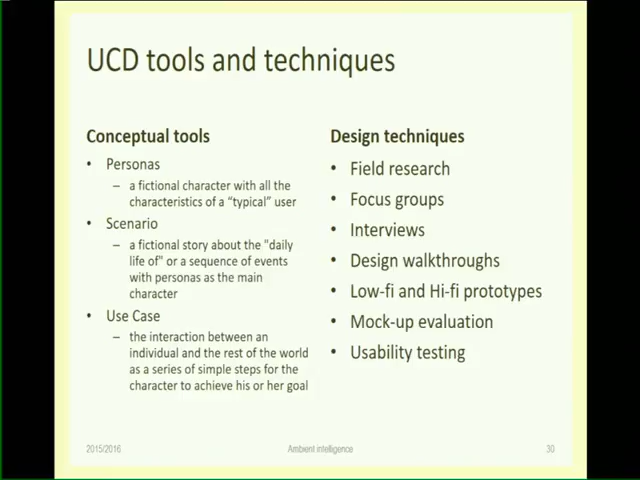 UCD tools and techniques
Conceptual tools
• Personas
– a fictional character with all the
characteristics of a “typical” user
• Scenario
– a fictional story about the "daily
life of" or a sequence of events
with personas as the main
character
• Use Case
– the interaction between an
individual and the rest of the world
as a series of simple steps for the
character to achieve his or her goal
Design techniques
• Field research
• Focus groups
• Interviews
• Design walkthroughs
• Low-fi and Hi-fi prototypes
• Mock-up evaluation
• Usability testing
2015/2016
Ambient intelligence
30